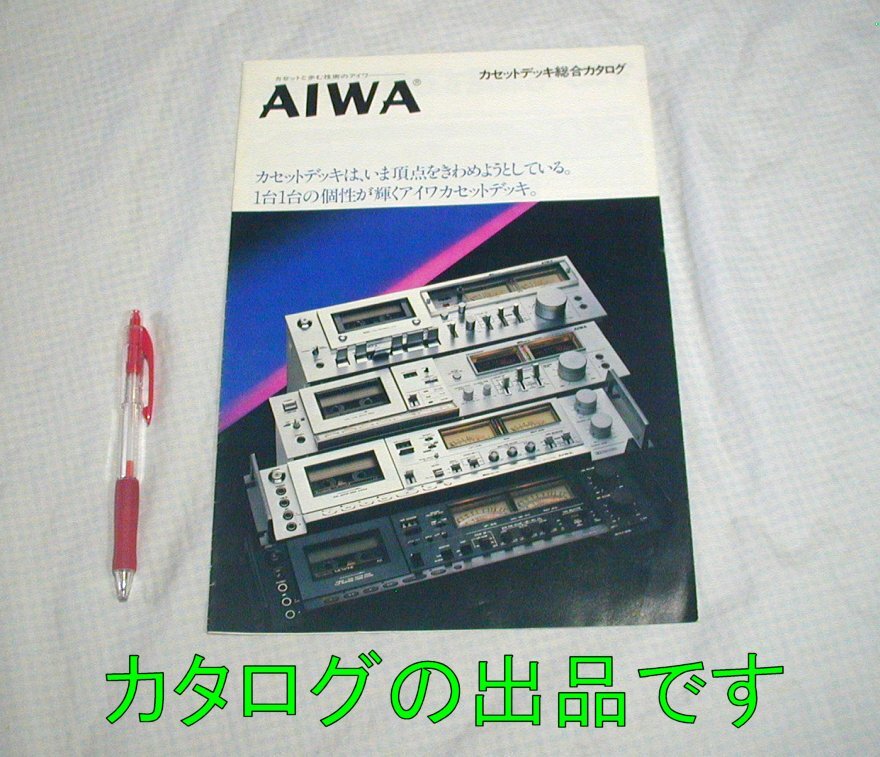 カセットと歩む技術のアイワ
AIWA®
カセットデッキ総合カタログ
カセットデッキは、いま頂点をきわめようとしている。
1台1台の個性が輝くアイワカセットデッキ。
AIWA
AIWA
カタログの出品です